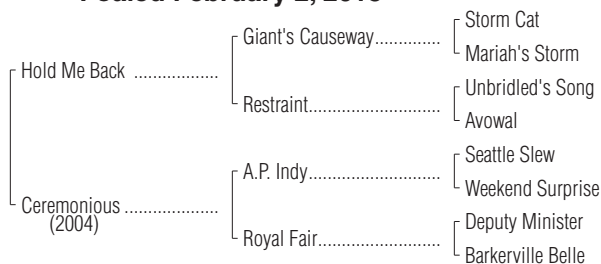 Foaled February 2,
Storm Cat
Giant's Causeway..............
Mariah's Storm
Hold Me Back ..................
Unbridled's Song
Restraint............................
Avowal
Seattle Slew
A.P. Indy............................
Weekend Surprise
Ceremonious ....................
(2004)
Deputy Minister
Royal Fair..........................
Barkerville Belle